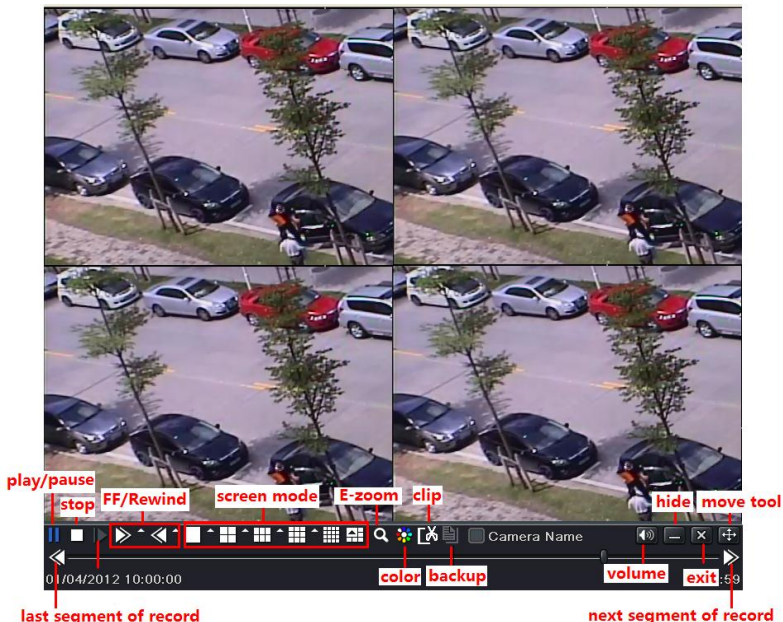 play/pause
stop
FF/Rewind
screen mode
E-zoom
clip
hide
move tool
Camera Name
01/04/2012 10:00:00
color
backup
volume
exit
:59
last segment of record
next segment of record